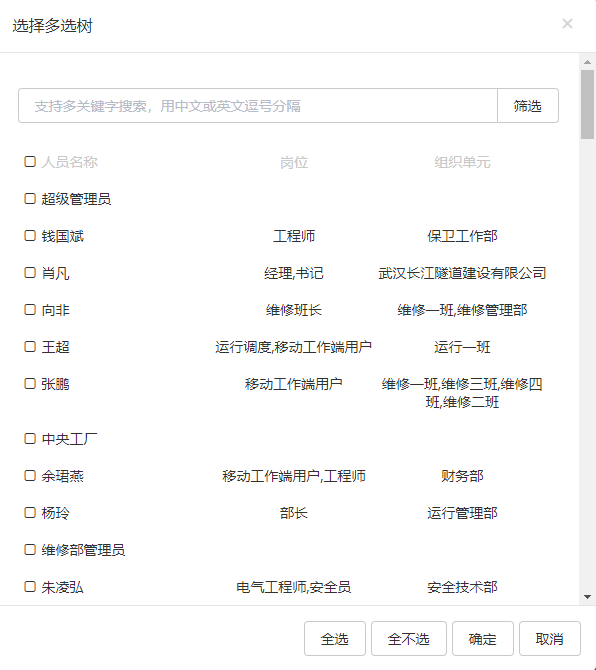 选择多选树 ×
支持多关键字搜索，用中文或英文逗号分隔 筛选
人员名称 岗位 组织单元
超级管理员
钱国斌 工程师 保卫工作部
肖凡 经理,书记 武汉长江隧道建设有限公司
向非 维修班长 维修一班,维修管理部
王超 运行调度,移动工作端用户 运行一班
张鹏 移动工作端用户 维修一班,维修三班,维修四
班,维修二班
中央工厂
余珺燕 移动工作端用户,工程师 财务部
杨玲 部长 运行管理部
维修部管理员
朱凌弘 电气工程师,安全员 安全技术部
全选 全不选 确定 取消